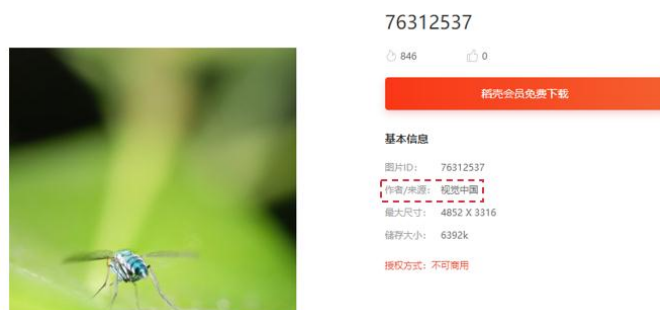 76312537
846 0
稻壳会员免费下载
基本信息
图片ID: 76312537
作者/来源: 视觉中国
最大尺寸: 4852 X 3316
储存大小: 6392k
授权方式: 不可商用